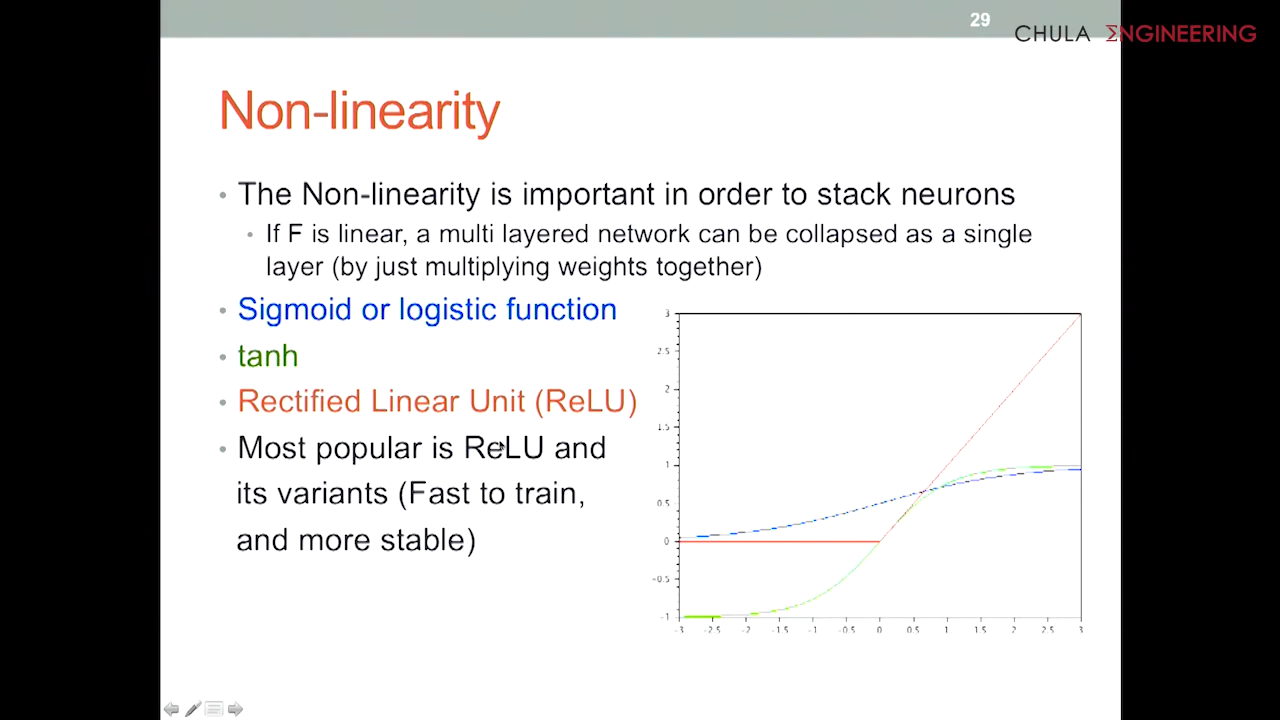 29
CHULA ΣNGINEERING
Non-linearity
• The Non-linearity is important in order to stack neurons
• If F is linear, a multi layered network can be collapsed as a single
layer (by just multiplying weights together)
• Sigmoid or logistic function
• tanh
• Rectified Linear Unit (ReLU)
• Most popular is ReLU and
its variants (Fast to train,
and more stable)
3
2.5
2
1.5
1
0.5
0
-0.5
-1
-3 -2.5 -2 -1.5 -1 -0.5 0 0.5 1 1.5 2 2.5 3